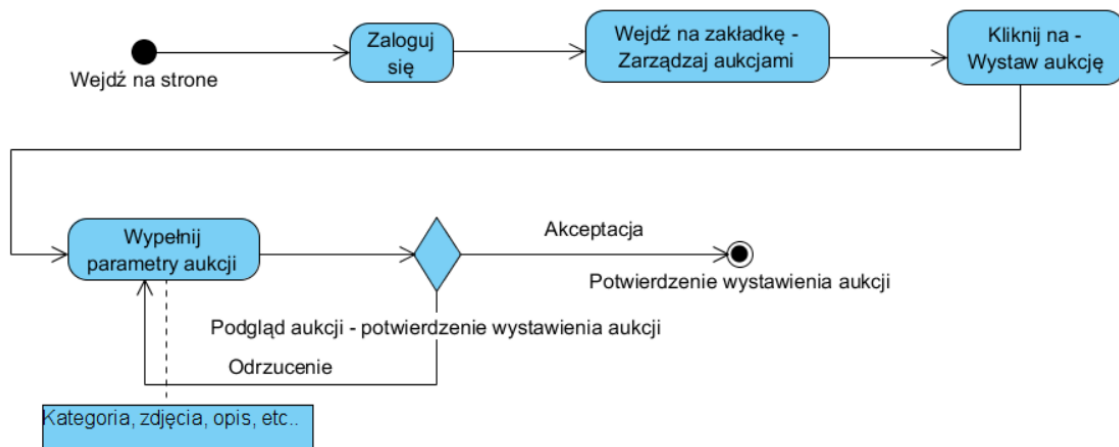 Wejdź na strone
Zaloguj
się
Wejdź na zakładkę -
Zarządzaj aukcjami
Kliknij na -
Wystaw aukcję
Wypełnij
parametry aukcji
Akceptacja
Potwierdzenie wystawienia aukcji
Podgląd aukcji - potwierdzenie wystawienia aukcji
Odrzucenie
Kategoria, zdjęcia, opis, etc..